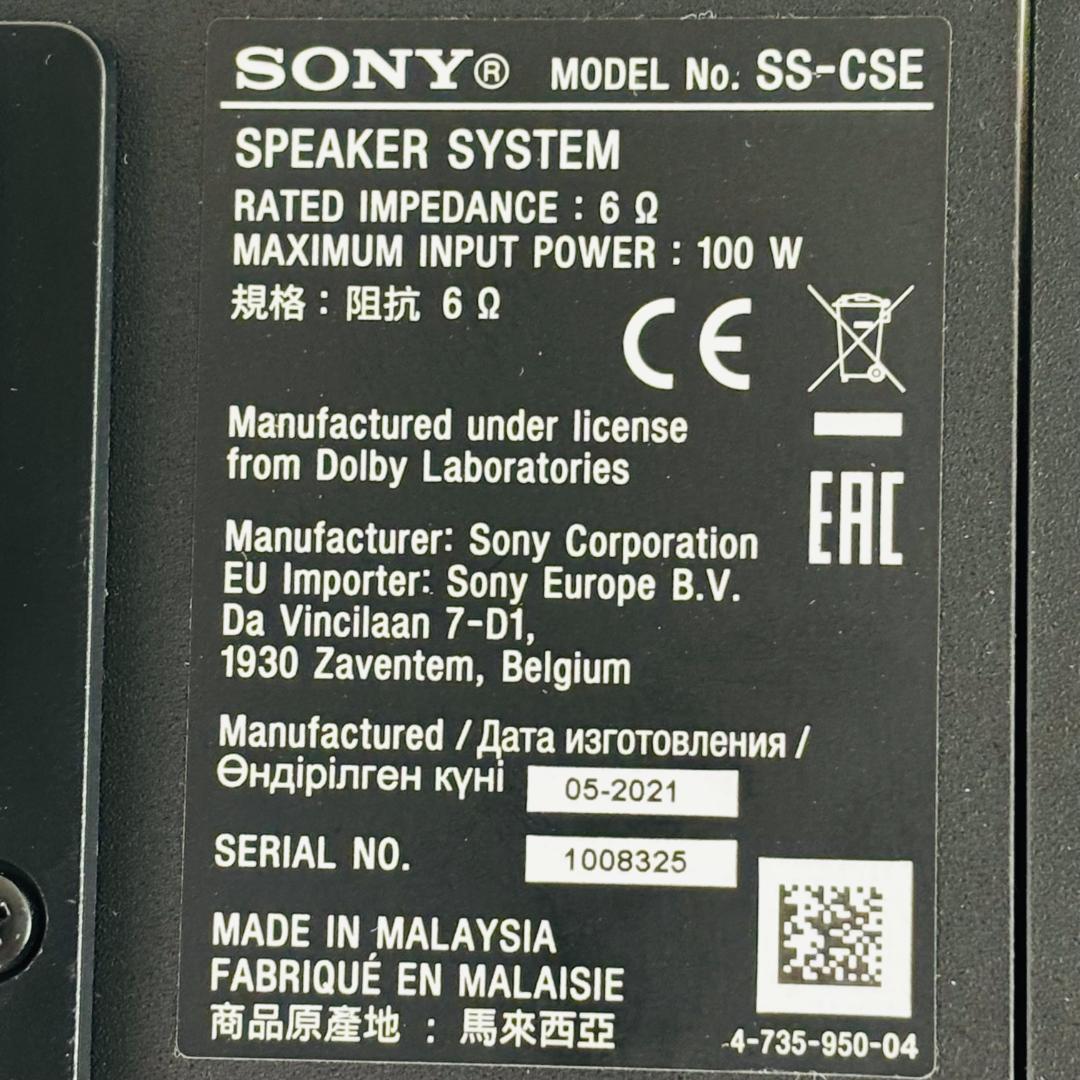 SONY® MODEL No. SS-CSE
SPEAKER SYSTEM
RATED IMPEDANCE : 6 Ω
MAXIMUM INPUT POWER : 100 W
規格：阻抗 6 Ω
CE
Manufactured under license
from Dolby Laboratories
EAC
Manufacturer: Sony Corporation
EU Importer: Sony Europe B.V.
Da Vincilaan 7-D1,
1930 Zaventem, Belgium
Manufactured / Дата изготовления /
Өндірілген күні 05-2021
SERIAL NO. 1008325
MADE IN MALAYSIA
FABRIQUÉ EN MALAISIE
商品原產地 : 馬來西亞
4-735-950-04